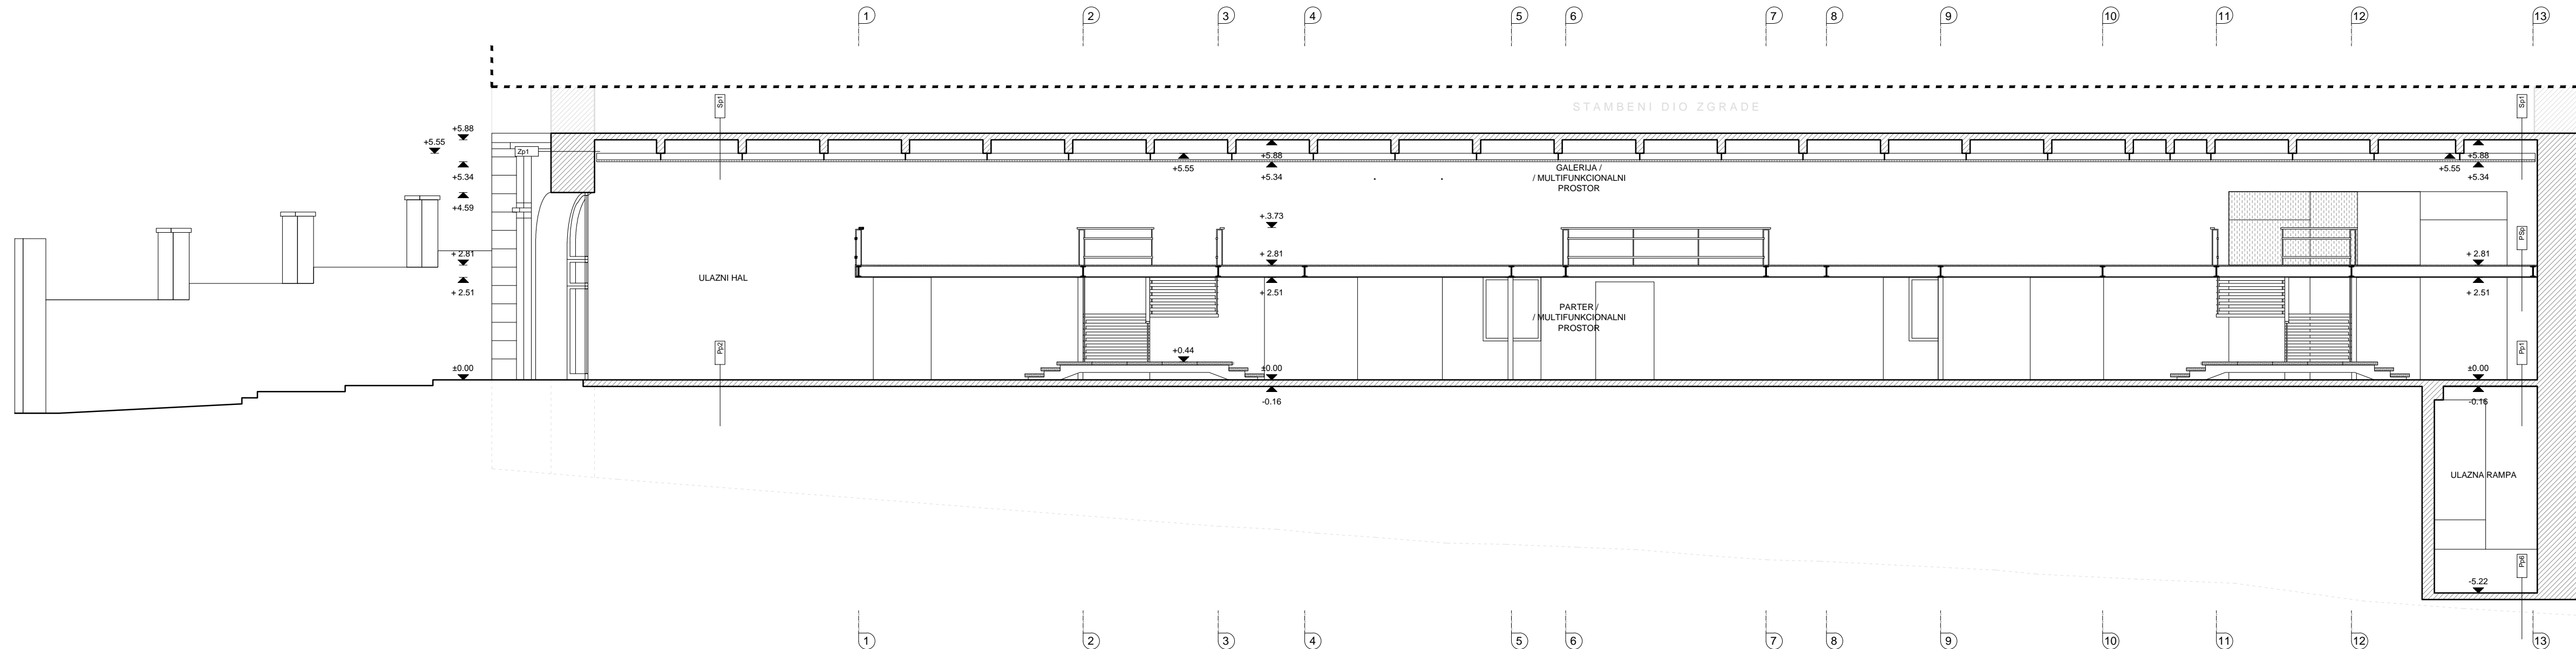 1 2 3 4 5 6 7 8 9 10 11 12 13
STAMBENI DIO ZGRADE
Sp1
Sp1
+5.88
+5.55
Zp1
+5.34
+4.59
+5.55
+5.88
+5.34
GALERIJA /
/ MULTIFUNKCIONALNI
PROSTOR
+5.55
+5.88
+5.34
+.3.73
PSp
+ 2.81
+ 2.51
ULAZNI HAL
+ 2.81
+ 2.51
+ 2.81
+ 2.51
PARTER /
/ MULTIFUNKCIONALNI
PROSTOR
Pp2
+0.44
Pp1
±0.00
±0.00
-0.16
±0.00
-0.16
ULAZNA RAMPA
Pp6
-5.22
1 2 3 4 5 6 7 8 9 10 11 12 13